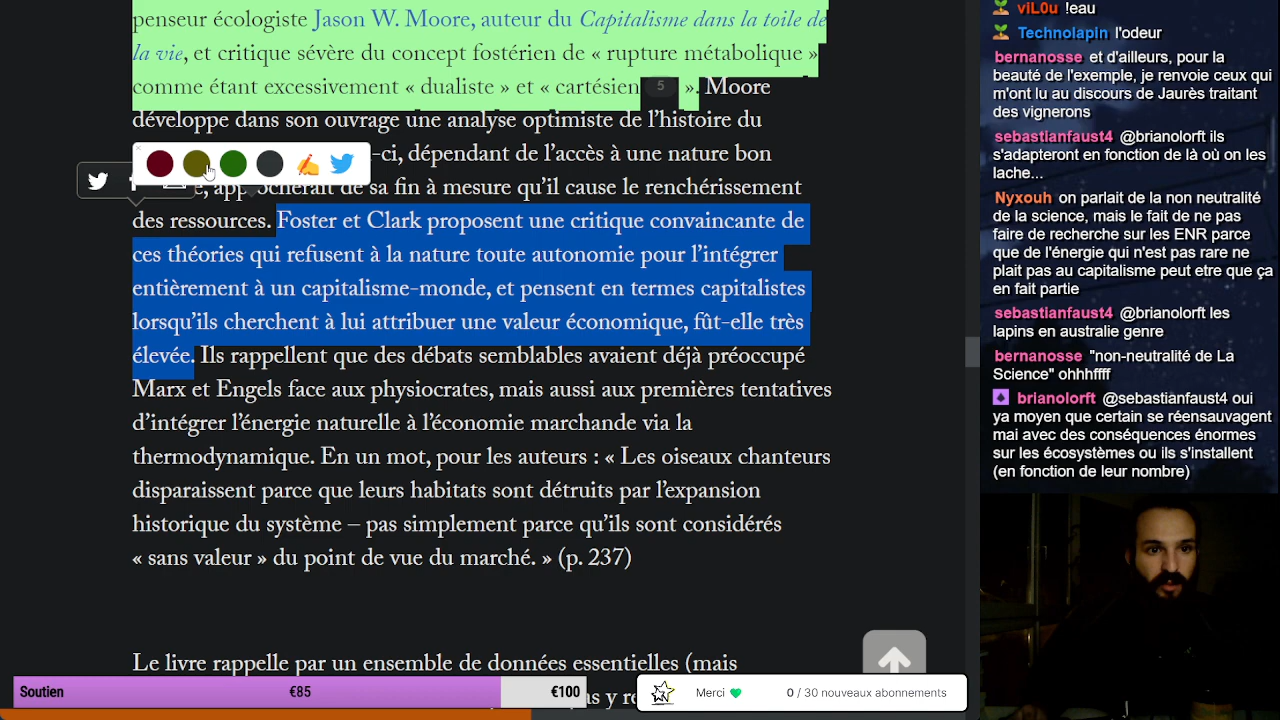 penseur écologiste Jason W. Moore, auteur du Capitalisme dans la toile de
la vie, et critique sévère du concept fostérien de « rupture métabolique »
comme étant excessivement « dualiste » et « cartésien 5 ». Moore
développe dans son ouvrage une analyse optimiste de l’histoire du
-ci, dépendant de l’accès à une nature bon
de sa fin à mesure qu’il cause le renchérissement
des ressources. Foster et Clark proposent une critique convaincante de
ces théories qui refusent à la nature toute autonomie pour l’intégrer
entièrement à un capitalisme-monde, et pensent en termes capitalistes
lorsqu’ils cherchent à lui attribuer une valeur économique, fût-elle très
élevée. Ils rappellent que des débats semblables avaient déjà préoccupé
Marx et Engels face aux physiocrates, mais aussi aux premières tentatives
d’intégrer l’énergie naturelle à l’économie marchande via la
thermodynamique. En un mot, pour les auteurs : « Les oiseaux chanteurs
disparaissent parce que leurs habitats sont détruits par l’expansion
historique du système – pas simplement parce qu’ils sont considérés
« sans valeur » du point de vue du marché. » (p. 237)
Le livre rappelle par un ensemble de données essentielles (mais
Soutien €85 €100
Merci 0 / 30 nouveaux abonnements
viL0u !eau
Technolapin l'odeur
bernanosse et d'ailleurs, pour la
beauté de l'exemple, je renvoie ceux qui
m'ont lu au discours de Jaurès traitant
des vignerons
sebastianfaust4 @brianolorft ils
s'adapteront en fonction de là où on les
lache...
Nyxouh on parlait de la non neutralité
de la science, mais le fait de ne pas
faire de recherche sur les ENR parce
que de l'énergie qui n'est pas rare ne
plait pas au capitalisme peut etre que ça
en fait partie
sebastianfaust4 @brianolorft les
lapins en australie genre
bernanosse "non-neutralité de La
Science" ohhhffff
brianolorft @sebastianfaust4 oui
ya moyen que certain se réensauvagent
mai avec des conséquences énormes
sur les écosystèmes ou ils s'installent
(en fonction de leur nombre)